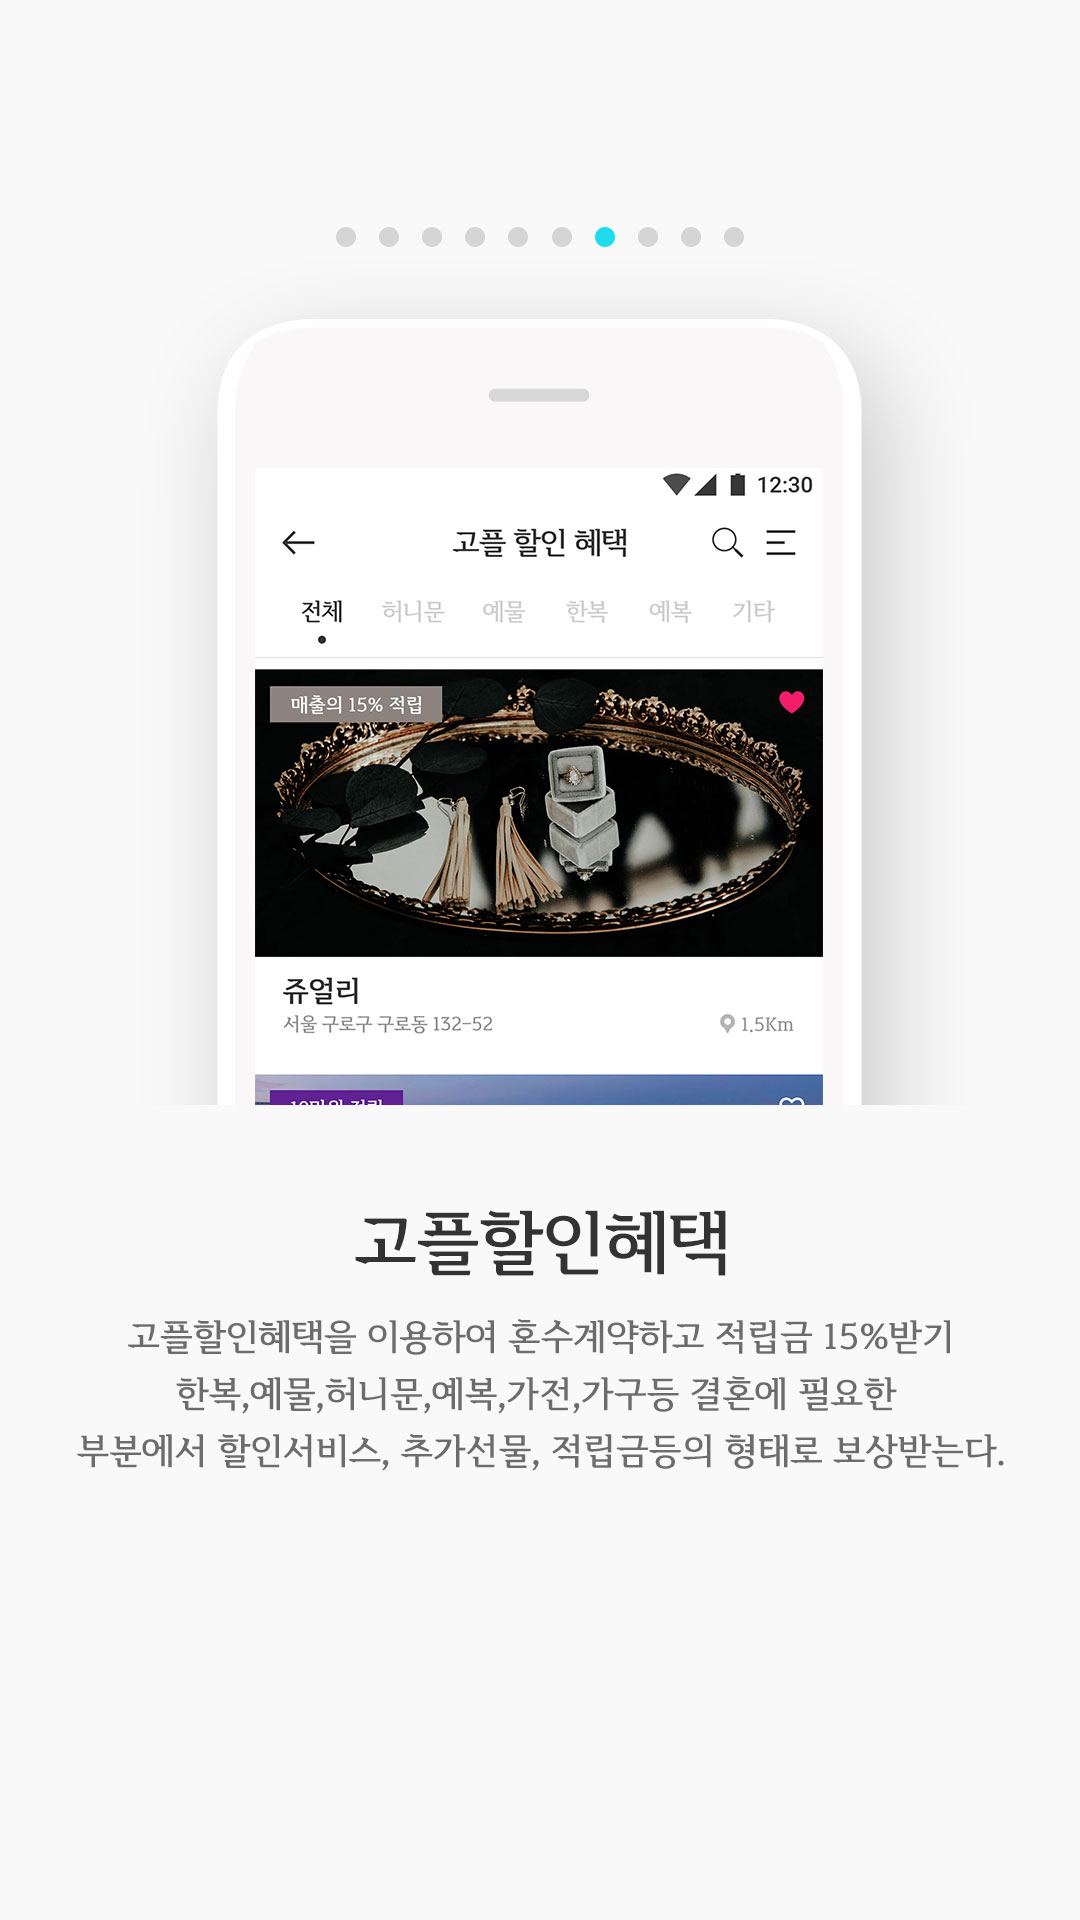 12:30
고플 할인 혜택
전체 허니문 예물 한복 예복 기타
매출의 15% 적립
쥬얼리
서울 구로구 구로동 132-52 1.5Km
고플할인혜택
고플할인혜택을 이용하여 혼수계약하고 적립금 15%받기
한복,예물,허니문,예복,가전,가구등 결혼에 필요한
부분에서 할인서비스, 추가선물, 적립금등의 형태로 보상받는다.